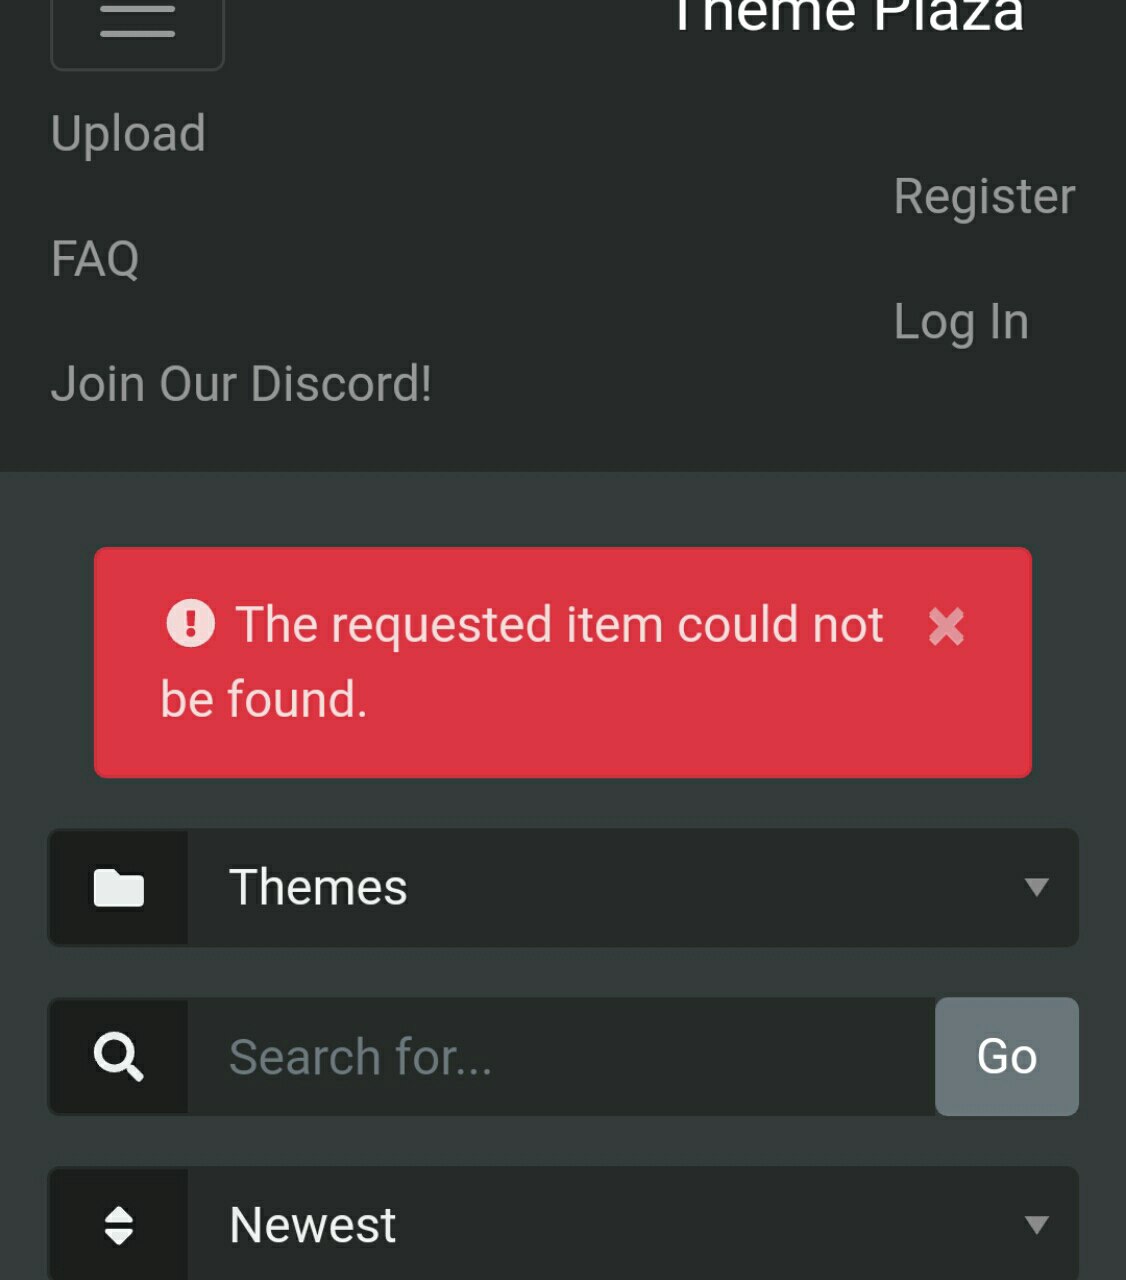 Theme Plaza
Upload
Register
FAQ
Log In
Join Our Discord!
The requested item could not
be found.
Themes
Search for...
Go
Newest